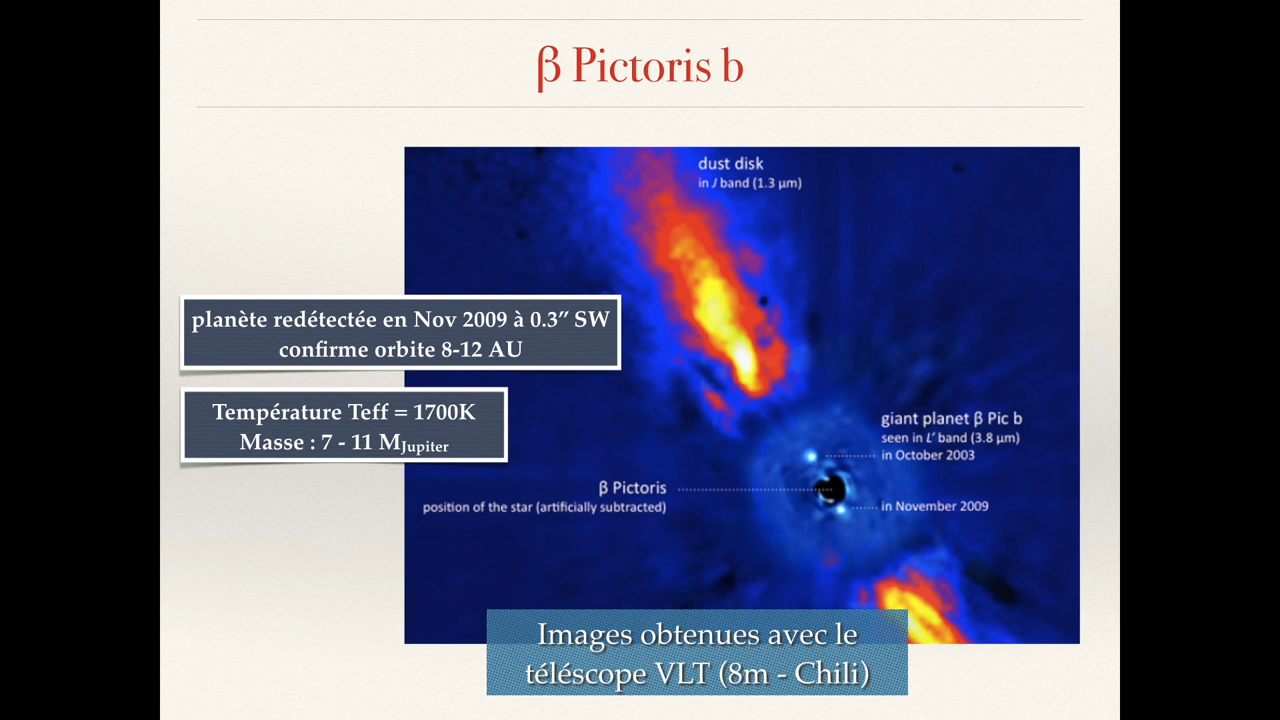 β Pictoris b
dust disk
in J band (1.3 μm)
planète redétectée en Nov 2009 à 0.3” SW
confirme orbite 8-12 AU
Température Teff = 1700K
Masse : 7 - 11 MJupiter
giant planet β Pic b
seen in L’ band (3.8 μm)
in October 2003
β Pictoris
position of the star (artificially subtracted)
in November 2009
Images obtenues avec le
téléscope VLT (8m - Chili)